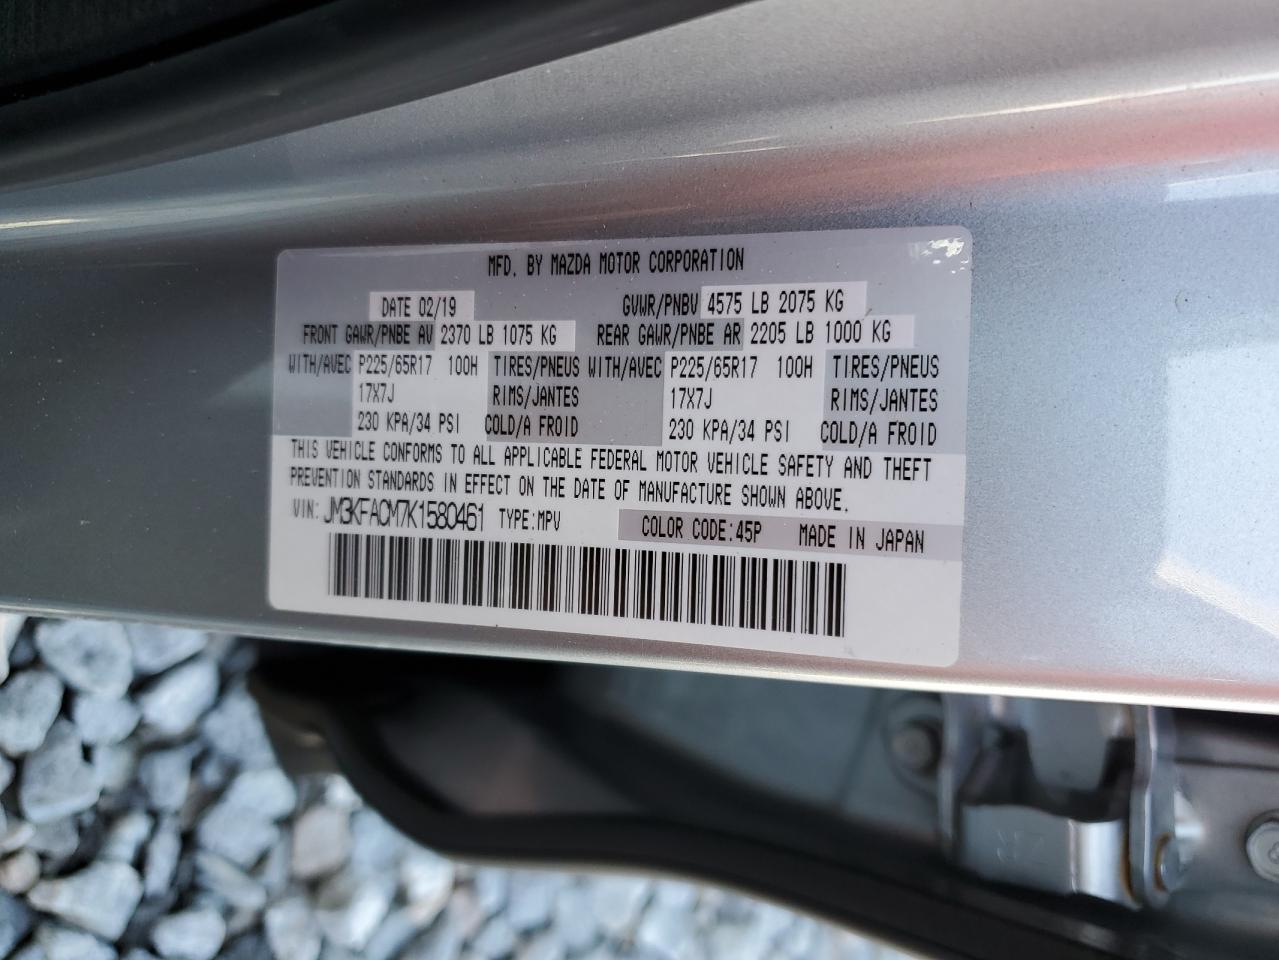 MFD. BY MAZDA MOTOR CORPORATION
DATE 02/19 GVWR/PNBV 4575 LB 2075 KG
FRONT GAWR/PNBE AV 2370 LB 1075 KG REAR GAWR/PNBE AR 2205 LB 1000 KG
WITH/AVEC P225/65R17 100H TIRES/PNEUS WITH/AVEC P225/65R17 100H TIRES/PNEUS
17X7J RIMS/JANTES 17X7J RIMS/JANTES
230 KPA/34 PSI COLD/A FROID 230 KPA/34 PSI COLD/A FROID
THIS VEHICLE CONFORMS TO ALL APPLICABLE FEDERAL MOTOR VEHICLE SAFETY AND THEFT
PREVENTION STANDARDS IN EFFECT ON THE DATE OF MANUFACTURE SHOWN ABOVE.
VIN: JM3KFACM7K1580461 TYPE:MPV COLOR CODE:45P MADE IN JAPAN